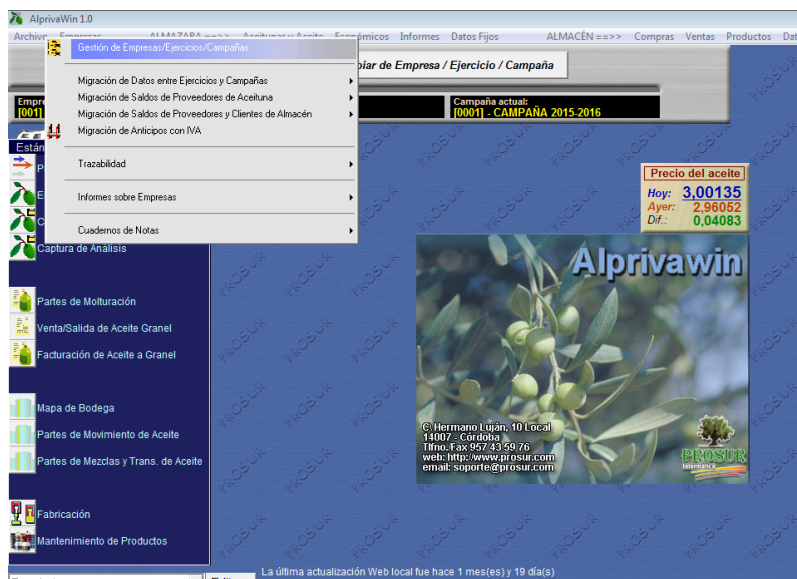 AlprivaWin 1.0
Archivo Empresas ALMAZARA ==>> Aceitunas y Aceite Económicos Informes Datos Fijos ALMACÉN ==>> Compras Ventas Productos Dat
Gestión de Empresas/Ejercicios/Campañas
Migración de Datos entre Ejercicios y Campañas
Migración de Saldos de Proveedores de Aceituna
Migración de Saldos de Proveedores y Clientes de Almacén
Migración de Anticipos con IVA
Trazabilidad
Informes sobre Empresas
Cuadernos de Notas
biar de Empresa / Ejercicio / Campaña
Empre
[001]
Campaña actual:
[0001] - CAMPAÑA 2015-2016
Están
P
E
C
Captura de Análisis
Partes de Molturación
Venta/Salida de Aceite Granel
Facturación de Aceite a Granel
Mapa de Bodega
Partes de Movimiento de Aceite
Partes de Mezclas y Trans. de Aceite
Fabricación
Mantenimiento de Productos
Precio del aceite
Hoy: 3,00135
Ayer: 2,96052
Dif.: 0,04083
Alprivawin
C\ Hermano Luján, 10 Local
14007 - Córdoba
Tlfno. Fax 957 43 59 76
web: http:/www.prosur.com
email: soporte@prosur.com
PROSUR
Informática
La última actualización Web local fue hace 1 mes(es) y 19 día(s)